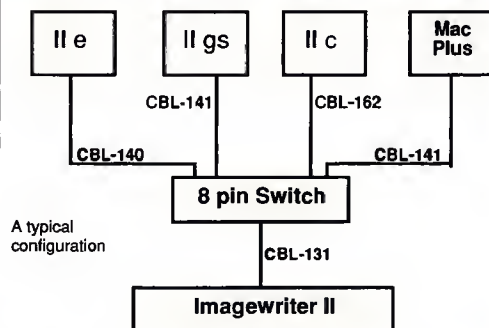 II e
II gs
II c
Mac
Plus
CBL-141
CBL-162
CBL-140
CBL-141
8 pin Switch
A typical
configuration
CBL-131
Imagewriter II